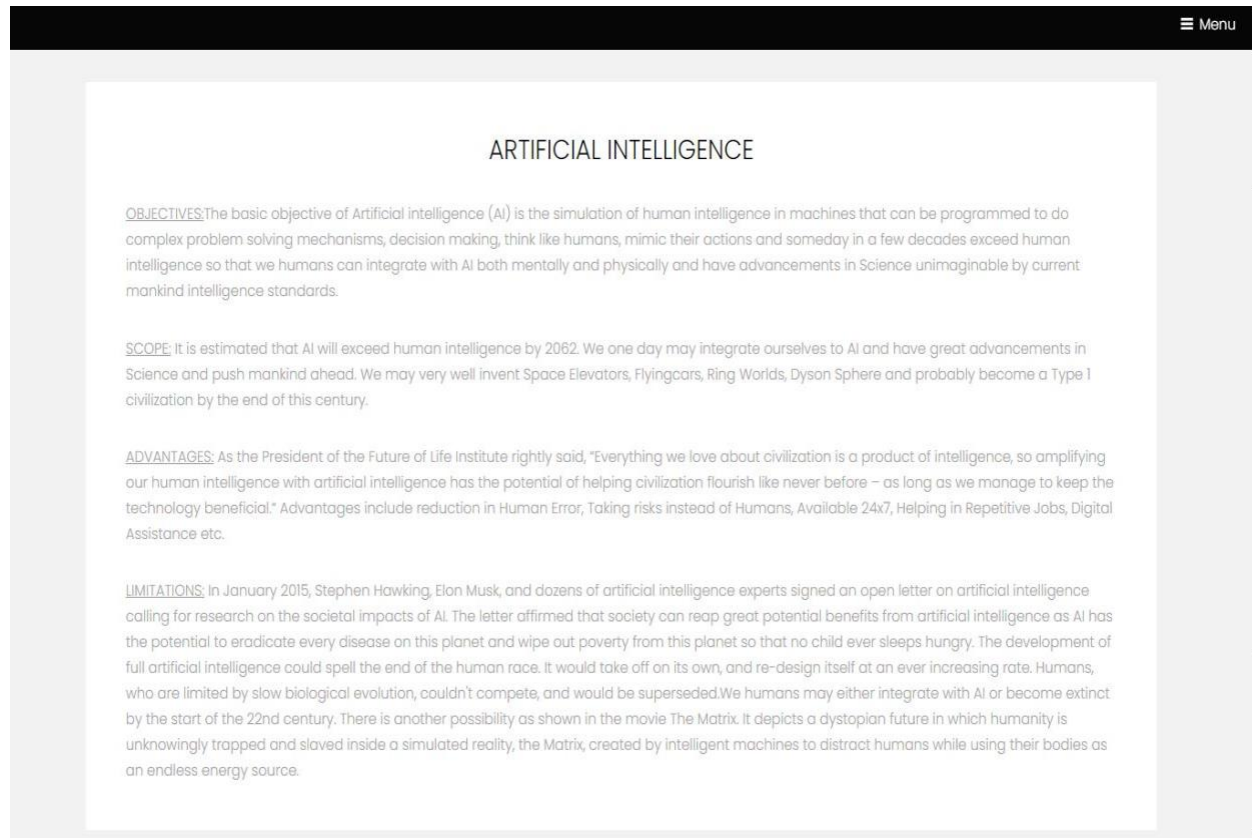 Menu
ARTIFICIAL INTELLIGENCE
OBJECTIVES:The basic objective of Artificial intelligence (AI) is the simulation of human intelligence in machines that can be programmed to do
complex problem solving mechanisms, decision making, think like humans, mimic their actions and someday in a few decades exceed human
intelligence so that we humans can integrate with AI both mentally and physically and have advancements in Science unimaginable by current
mankind intelligence standards.
SCOPE: It is estimated that AI will exceed human intelligence by 2062. We one day may integrate ourselves to AI and have great advancements in
Science and push mankind ahead. We may very well invent Space Elevators, Flyingcars, Ring Worlds, Dyson Sphere and probably become a Type 1
civilization by the end of this century.
ADVANTAGES: As the President of the Future of Life Institute rightly said, “Everything we love about civilization is a product of intelligence, so amplifying
our human intelligence with artificial intelligence has the potential of helping civilization flourish like never before – as long as we manage to keep the
technology beneficial.” Advantages include reduction in Human Error, Taking risks instead of Humans, Available 24x7, Helping in Repetitive Jobs, Digital
Assistance etc.
LIMITATIONS: In January 2015, Stephen Hawking, Elon Musk, and dozens of artificial intelligence experts signed an open letter on artificial intelligence
calling for research on the societal impacts of AI. The letter affirmed that society can reap great potential benefits from artificial intelligence as AI has
the potential to eradicate every disease on this planet and wipe out poverty from this planet so that no child ever sleeps hungry. The development of
full artificial intelligence could spell the end of the human race. It would take off on its own, and re-design itself at an ever increasing rate. Humans,
who are limited by slow biological evolution, couldn't compete, and would be superseded.We humans may either integrate with AI or become extinct
by the start of the 22nd century. There is another possibility as shown in the movie The Matrix. It depicts a dystopian future in which humanity is
unknowingly trapped and slaved inside a simulated reality, the Matrix, created by intelligent machines to distract humans while using their bodies as
an endless energy source.